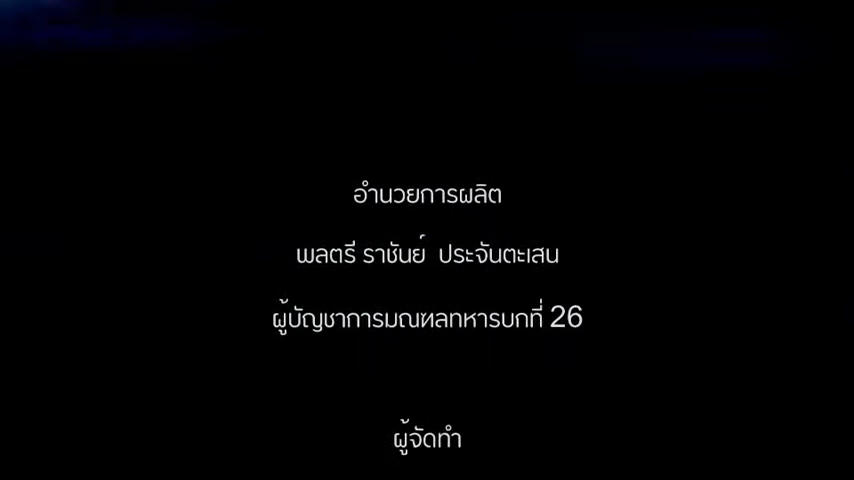 อำนวยการผลิต
พลตรี ราชันย์ ประจันตะเสน
ผู้บัญชาการมณฑลทหารบกที่ 26
ผู้จัดทำ